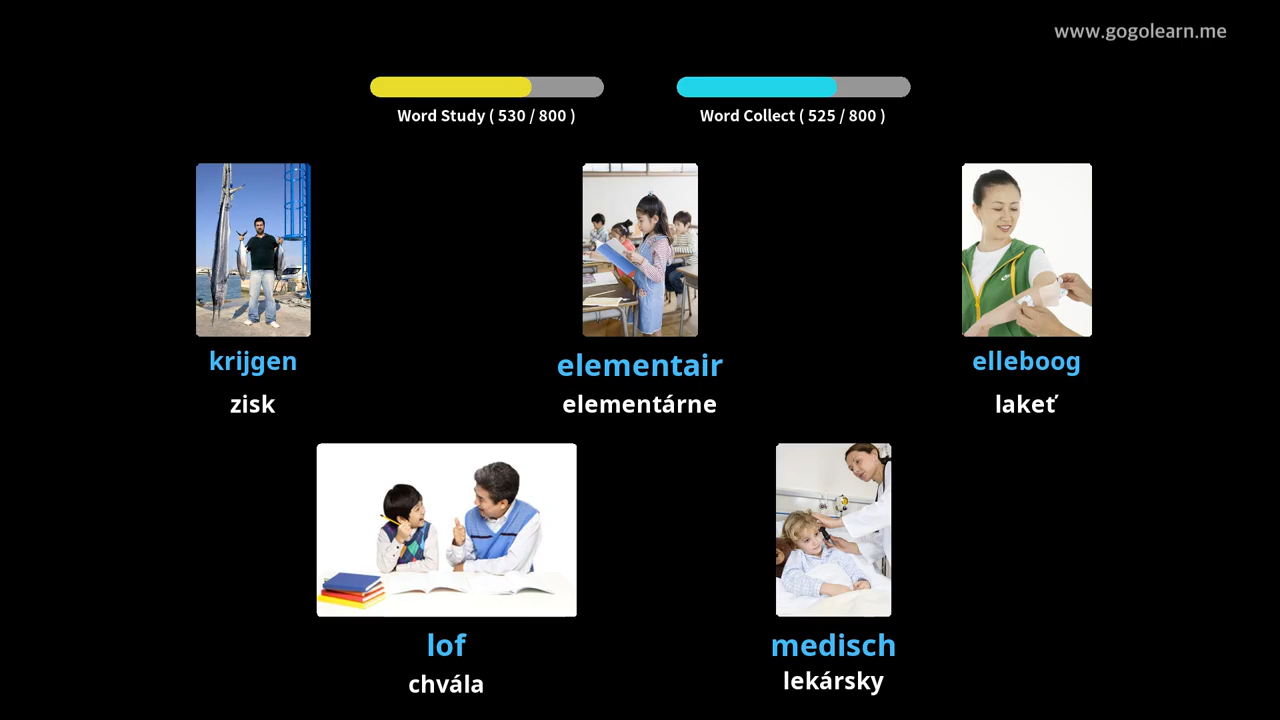 www.gogolearn.me
Word Study ( 530 / 800 )
Word Collect ( 525 / 800 )
krijgen
elementair
elleboog
zisk
elementárne
lakeť
lof
medisch
chvála
lekársky